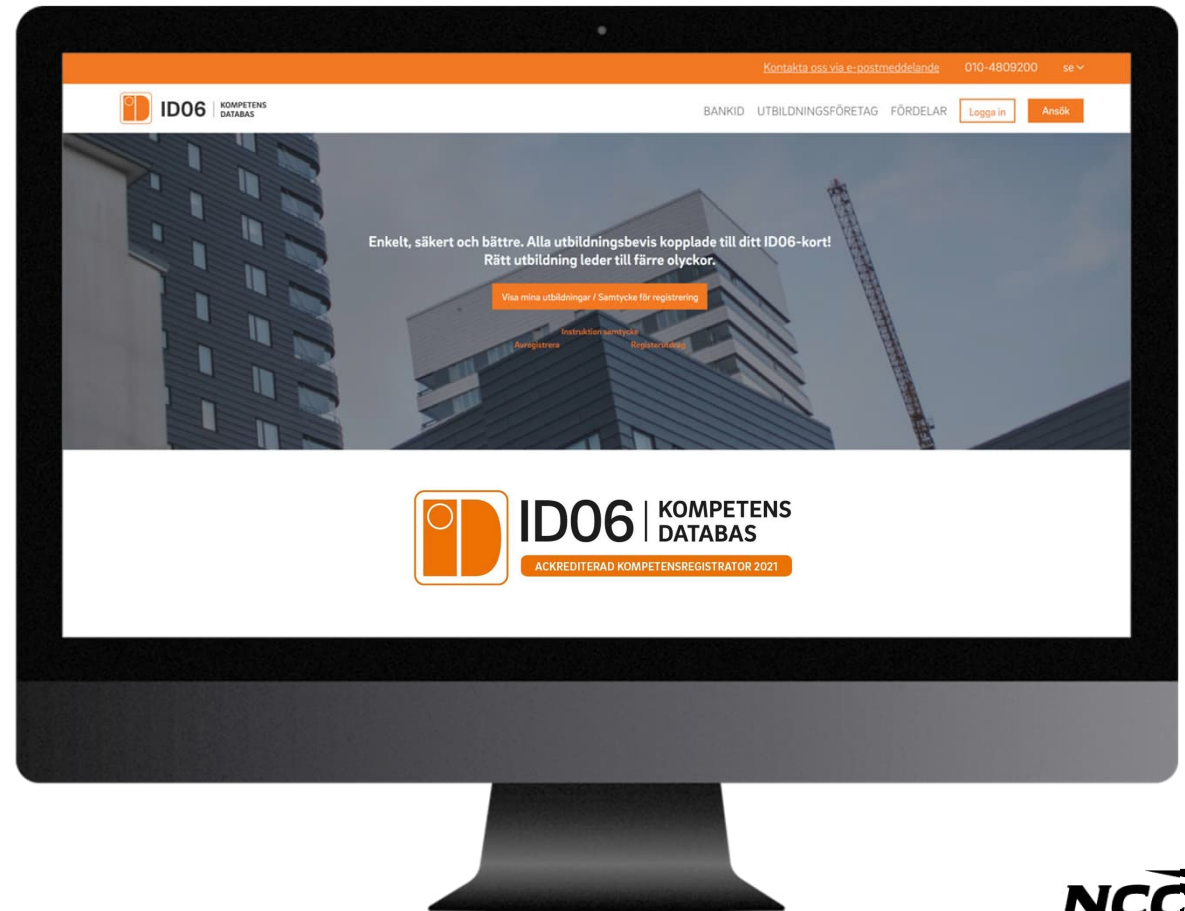 Kontakta oss via e-postmeddelande 010-4809200 se
ID06 KOMPETENS DATABAS
BANKID UTBILDNINGSFÖRETAG FÖRDELAR Logga in Ansök
Enkelt, säkert och bättre. Alla utbildningsbevis kopplade till ditt ID06-kort!
Rätt utbildning leder till färre olyckor.
Visa mina utbildningar / Samtycke för registrering
Instruktion samtycke
Avregistrera Registerutdrag
ID06 KOMPETENS
DATABAS
ACKREDITERAD KOMPETENSREGISTRATOR 2021
NCC